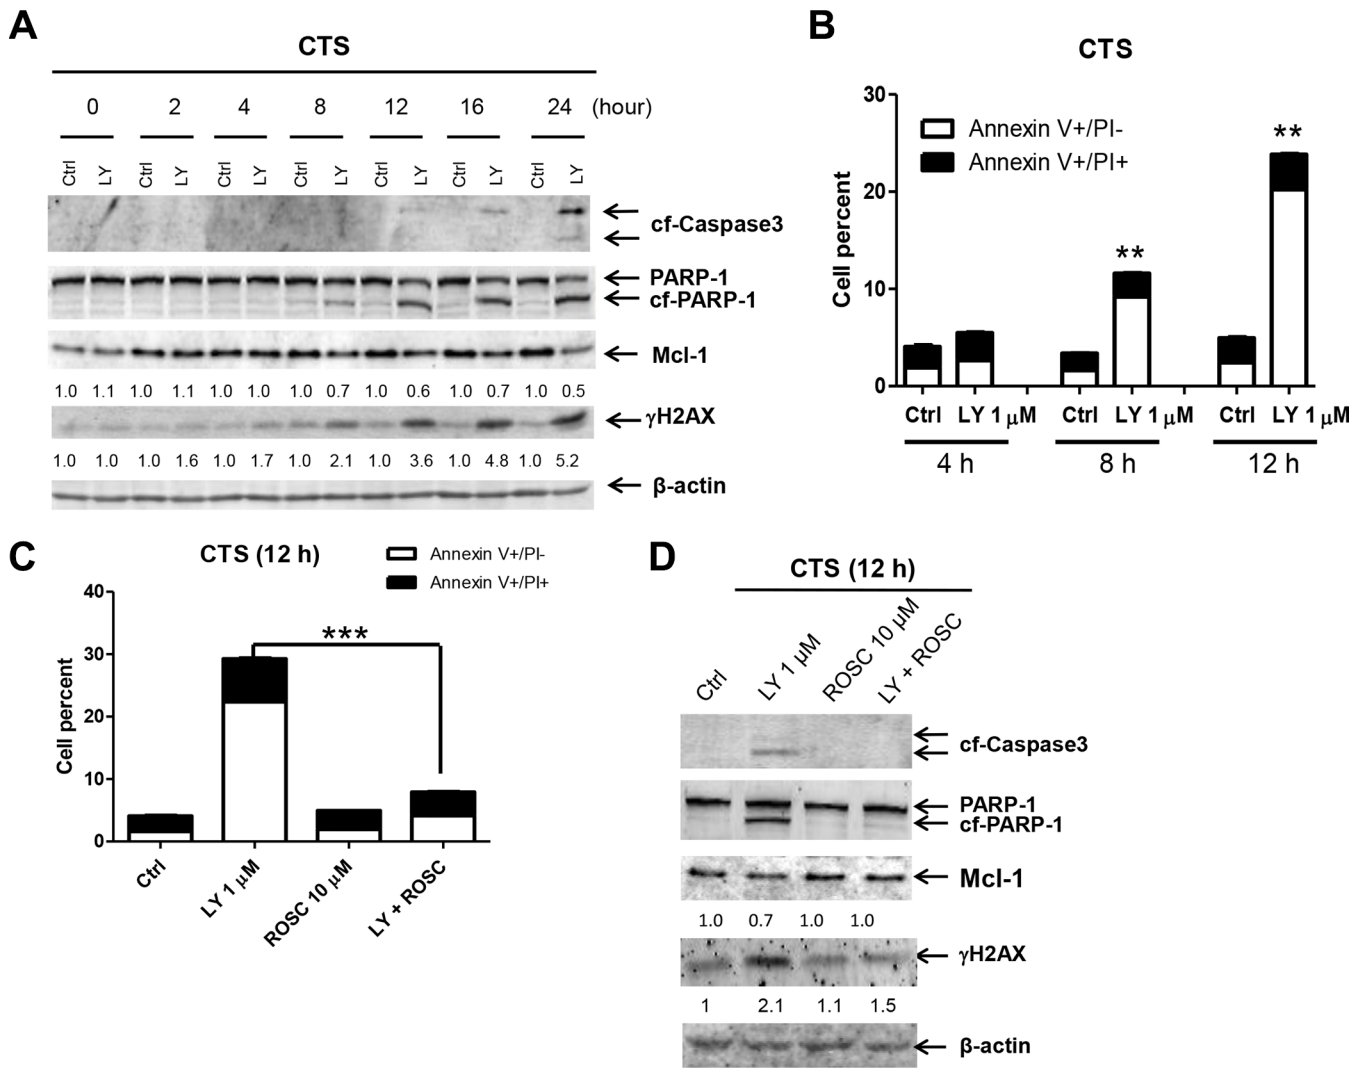 A
CTS
0 2 4 8 12 16 24 (hour)
Ctrl LY Ctrl LY Ctrl LY Ctrl LY Ctrl LY Ctrl LY Ctrl LY
cf-Caspase3
PARP-1
cf-PARP-1
Mcl-1
1.0 1.1 1.0 1.1 1.0 1.0 1.0 0.7 1.0 0.6 1.0 0.7 1.0 0.5
γH2AX
1.0 1.0 1.0 1.6 1.0 1.7 1.0 2.1 1.0 3.6 1.0 4.8 1.0 5.2
β-actin
B
CTS
Cell percent
30
20
10
0
Annexin V+/PI-
Annexin V+/PI+
**
**
Ctrl LY 1 μM Ctrl LY 1 μM Ctrl LY 1 μM
4 h 8 h 12 h
C
CTS (12 h)
Annexin V+/PI-
Annexin V+/PI+
Cell percent
40
30
20
10
0
***
Ctrl LY 1 μM ROSC 10 μM LY + ROSC
D
CTS (12 h)
Ctrl LY 1 μM ROSC 10 μM LY + ROSC
cf-Caspase3
PARP-1
cf-PARP-1
Mcl-1
1.0 0.7 1.0 1.0
γH2AX
1 2.1 1.1 1.5
β-actin